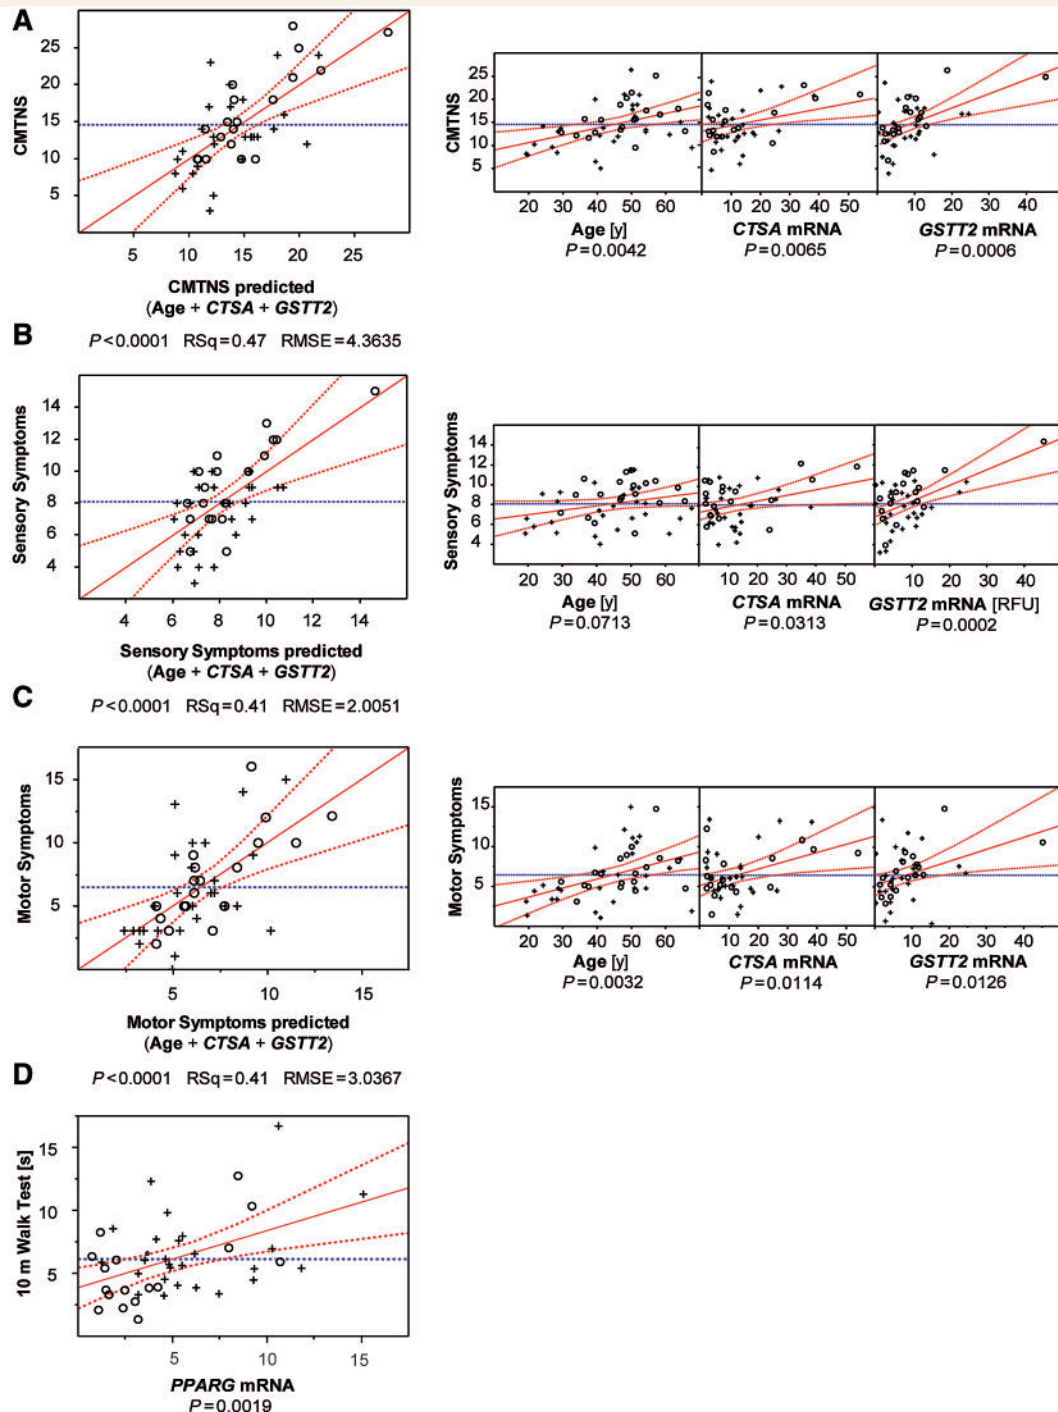 A
CMTNS
25
20
15
10
5
5 10 15 20 25
CMTNS predicted
(Age + CTSA + GSTT2)
P<0.0001 RSq=0.47 RMSE=4.3635
CMTNS
25
20
15
10
5
20 30 40 50 60
10 20 30 40 50
10 20 30 40
Age [y]
P=0.0042
CTSA mRNA
P=0.0065
GSTT2 mRNA
P=0.0006
B
Sensory Symptoms
14
12
10
8
6
4
4 6 8 10 12 14
Sensory Symptoms predicted
(Age + CTSA + GSTT2)
P<0.0001 RSq=0.41 RMSE=2.0051
Sensory Symptoms
14
12
10
8
6
4
20 30 40 50 60
10 20 30 40 50
10 20 30 40
Age [y]
P=0.0713
CTSA mRNA
P=0.0313
GSTT2 mRNA [RFU]
P=0.0002
C
Motor Symptoms
15
10
5
5 10 15
Motor Symptoms predicted
(Age + CTSA + GSTT2)
P<0.0001 RSq=0.41 RMSE=3.0367
Motor Symptoms
15
10
5
20 30 40 50 60
10 20 30 40 50
10 20 30 40
Age [y]
P=0.0032
CTSA mRNA
P=0.0114
GSTT2 mRNA
P=0.0126
D
10 m Walk Test [s]
15
10
5
5 10 15
PPARG mRNA
P=0.0019